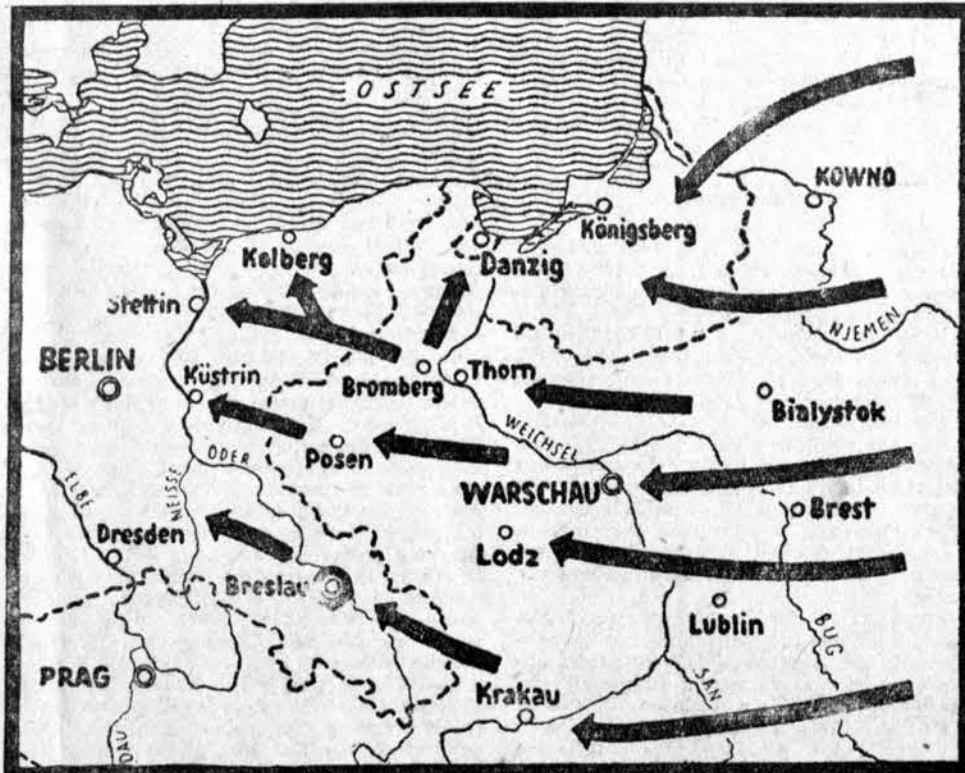 OSTSEE
KOWNO
Königsberg
Kolberg
Danzig
Stettin
NJEMEN
BERLIN
Küstrin
Bromberg
Thorn
Bialystok
ODER
Posen
WEICHSEL
WARSCHAU
ELBE
NEISSE
Brest
Dresden
Lodz
Breslau
Lublin
BUG
PRAG
SAN
Krakau